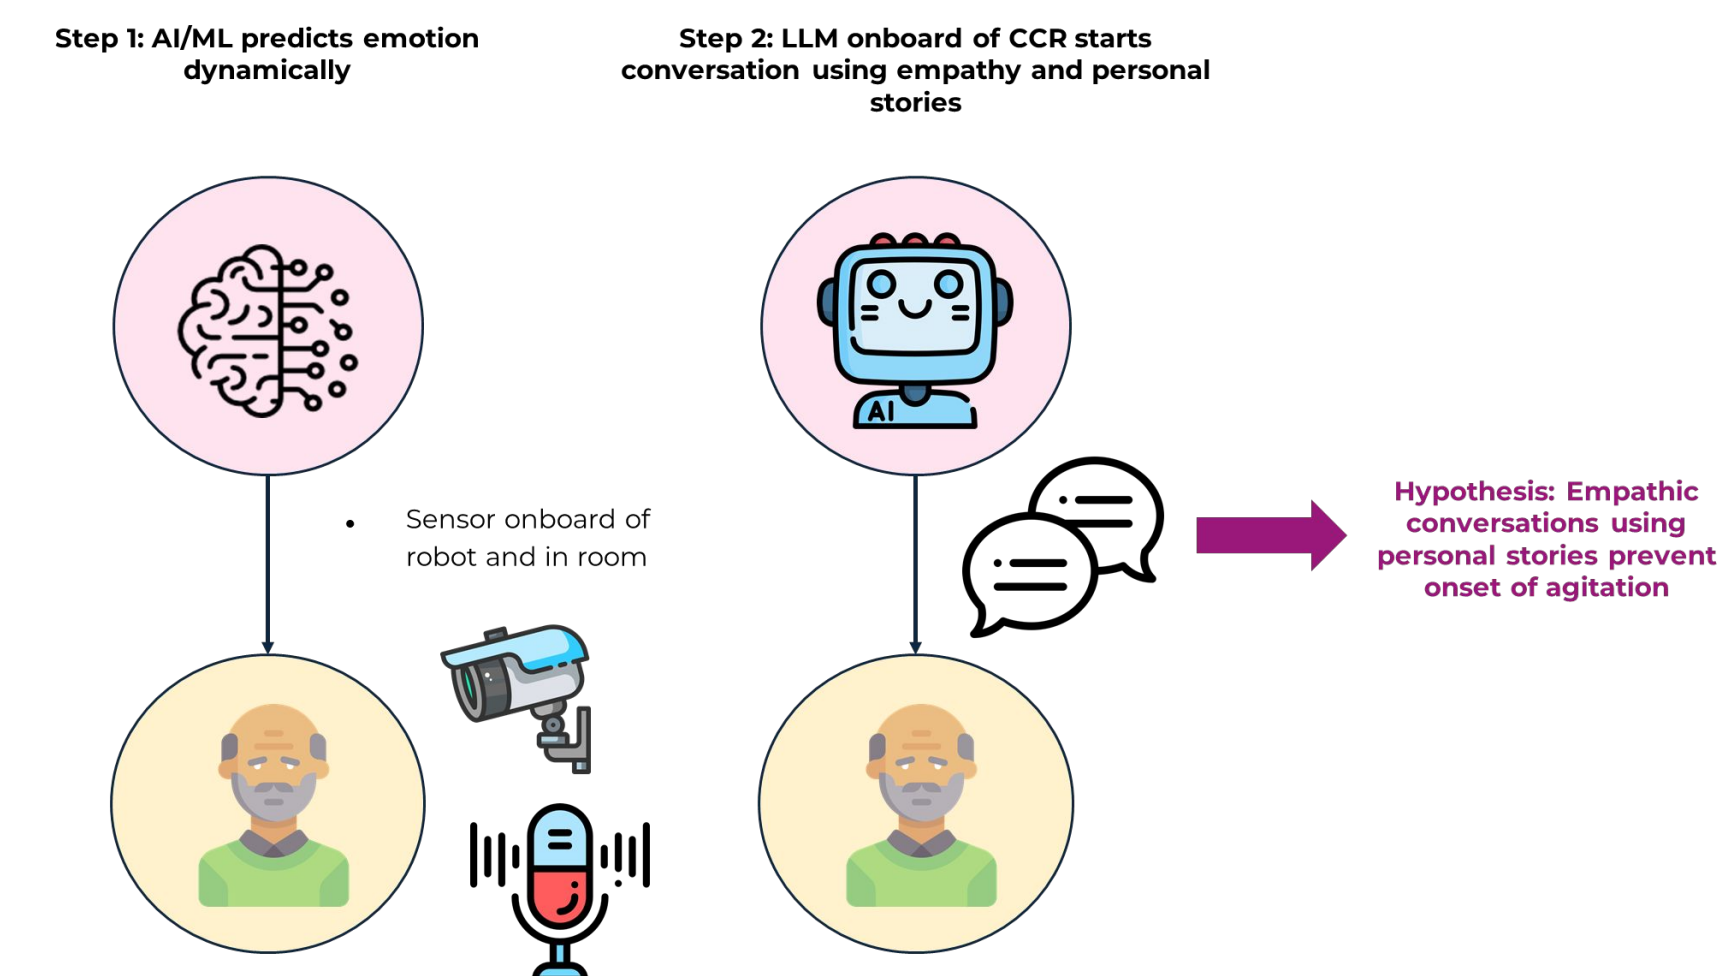 Step 1: AI/ML predicts emotion
dynamically
Step 2: LLM onboard of CCR starts
conversation using empathy and personal
stories
AI
• Sensor onboard of
robot and in room
Hypothesis: Empathic
conversations using
personal stories prevent
onset of agitation